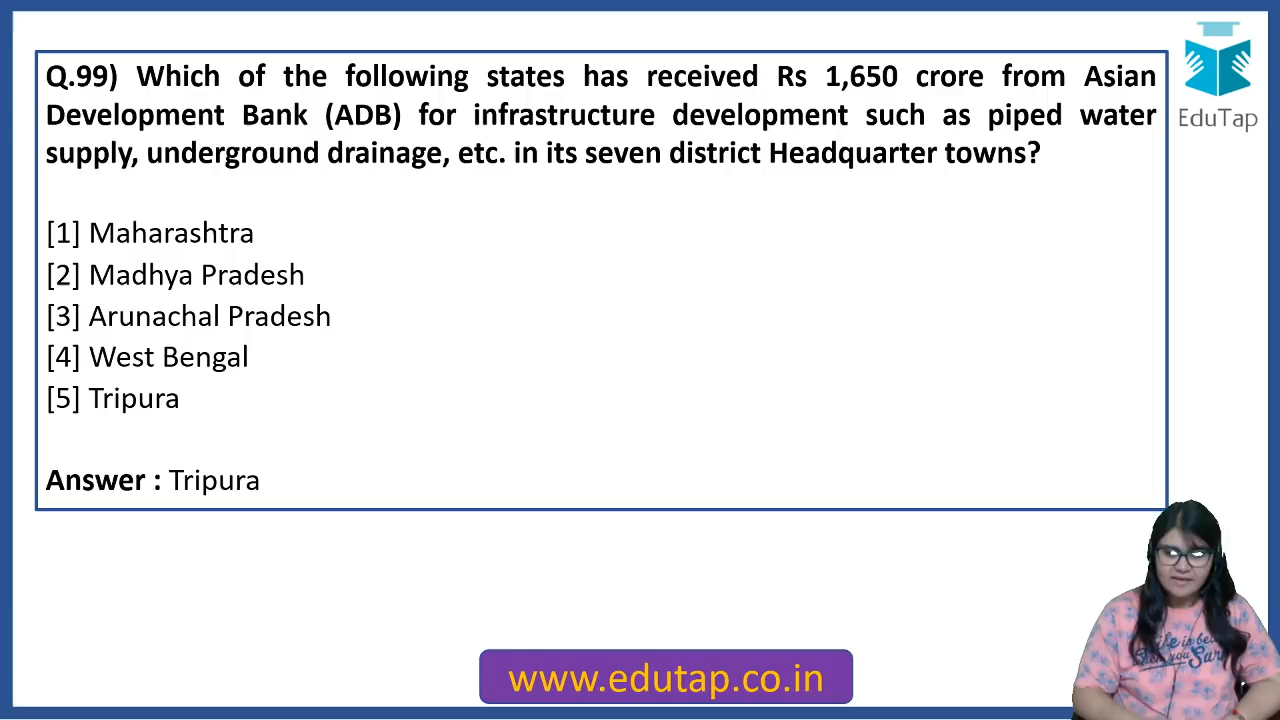 Q.99) Which of the following states has received Rs 1,650 crore from Asian
Development Bank (ADB) for infrastructure development such as piped water
supply, underground drainage, etc. in its seven district Headquarter towns?
[1] Maharashtra
[2] Madhya Pradesh
[3] Arunachal Pradesh
[4] West Bengal
[5] Tripura
Answer : Tripura
EduTap
www.edutap.co.in